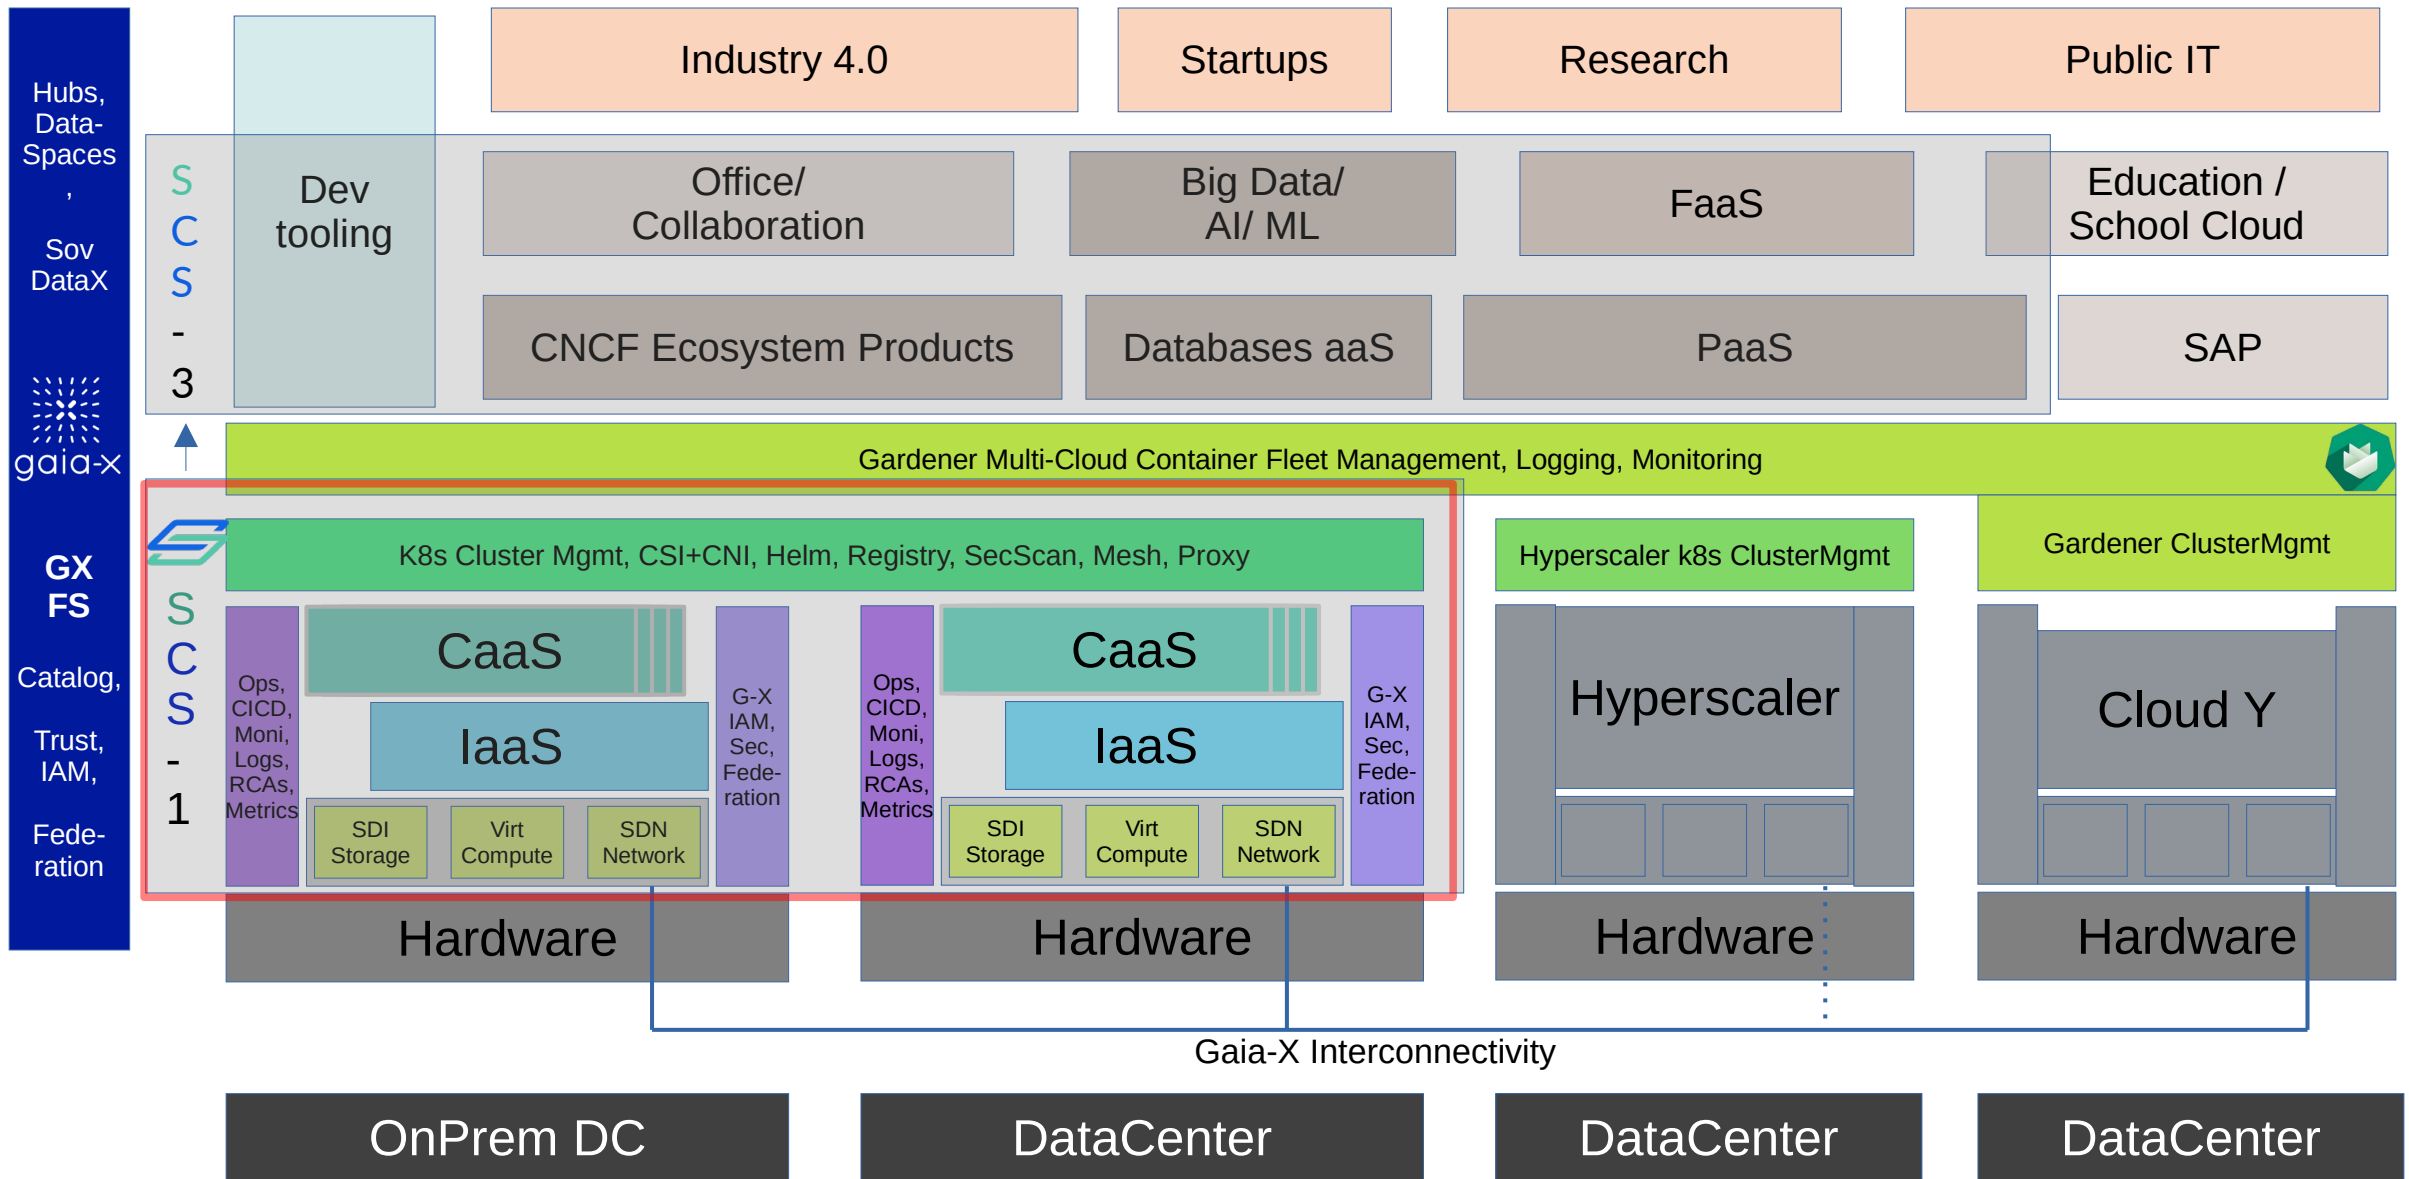 Hubs,
Data-
Spaces
,
Sov
DataX
gaia-x
GX
FS
Catalog,
Trust,
IAM,
Fede-
ration
Industry 4.0
Startups
Research
Public IT
S
C
S
-
3
Dev
tooling
Office/
Collaboration
Big Data/
AI/ ML
FaaS
Education /
School Cloud
CNCF Ecosystem Products
Databases aaS
PaaS
SAP
Gardener Multi-Cloud Container Fleet Management, Logging, Monitoring
S
C
S
-
1
K8s Cluster Mgmt, CSI+CNI, Helm, Registry, SecScan, Mesh, Proxy
Hyperscaler k8s ClusterMgmt
Gardener ClusterMgmt
Ops,
CICD,
Moni,
Logs,
RCAs,
Metrics
CaaS
IaaS
SDI
Storage
Virt
Compute
SDN
Network
G-X
IAM,
Sec,
Fede-
ration
Ops,
CICD,
Moni,
Logs,
RCAs,
Metrics
CaaS
IaaS
SDI
Storage
Virt
Compute
SDN
Network
G-X
IAM,
Sec,
Fede-
ration
Hyperscaler
Cloud Y
Hardware
Hardware
Hardware
Hardware
Gaia-X Interconnectivity
OnPrem DC
DataCenter
DataCenter
DataCenter